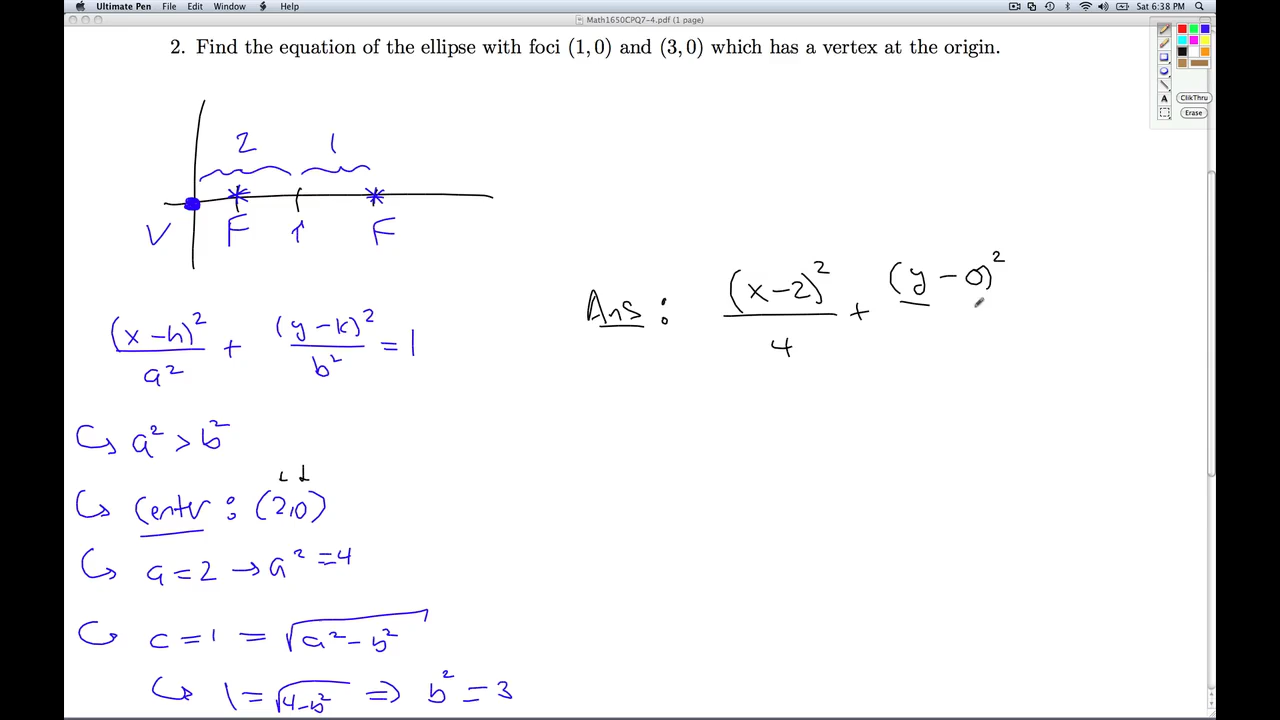 Ultimate Pen File Edit Window Help Sat 6:38 PM
Math1650CPQ7-4.pdf (1 page)
2. Find the equation of the ellipse with foci (1, 0) and (3, 0) which has a vertex at the origin.
ClikThru
A
Erase
2 1
V F ↑ F
Ans: (x-2)²/4 + (y-0)²
(x-h)²/a² + (y-k)²/b² = 1
↪ a² > b²
↪ center: (2,0)
↪ a = 2 → a² = 4
↪ c = 1 = √(a² - b²)
↪ 1 = √(4-b²) ⇒ b² = 3